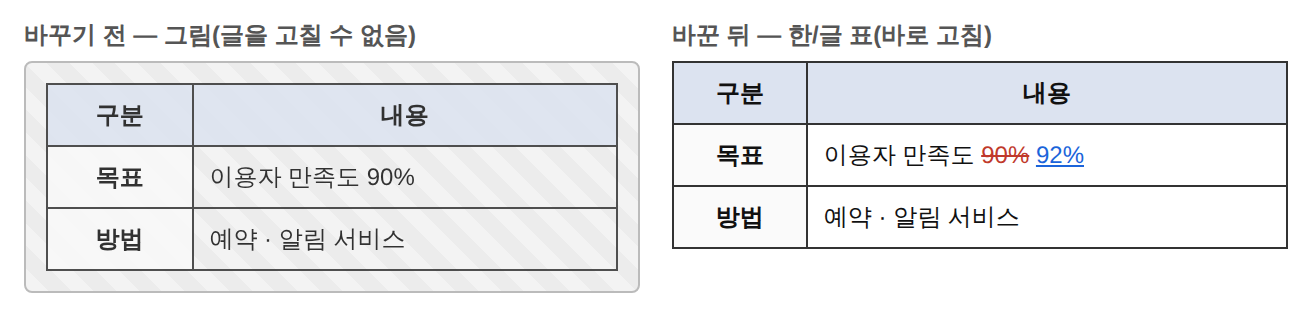 바꾸기 전 — 그림(글을 고칠 수 없음)
구분 내용
목표 이용자 만족도 90%
방법 예약 · 알림 서비스
바꾼 뒤 — 한/글 표(바로 고침)
구분 내용
목표 이용자 만족도 90% 92%
방법 예약 · 알림 서비스